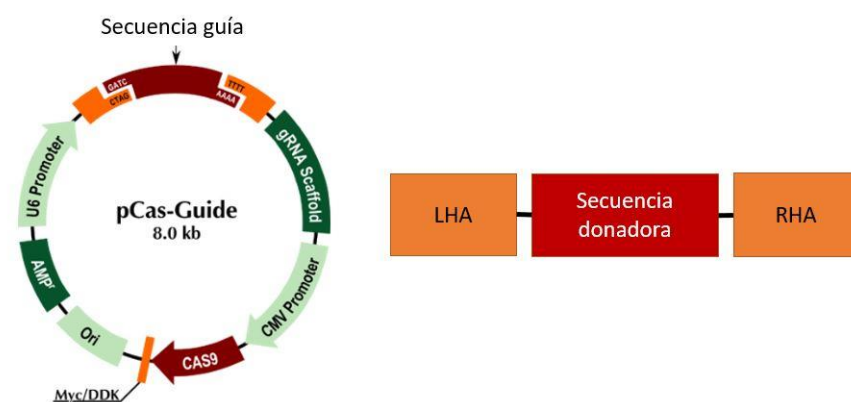 Secuencia guía
GATC
CTAG
TTTT
AAAA
U6 Promoter
gRNA Scaffold
pCas-Guide
8.0 kb
AMPʳ
CMV Promoter
Ori
CAS9
Myc/DDK
LHA
Secuencia
donadora
RHA